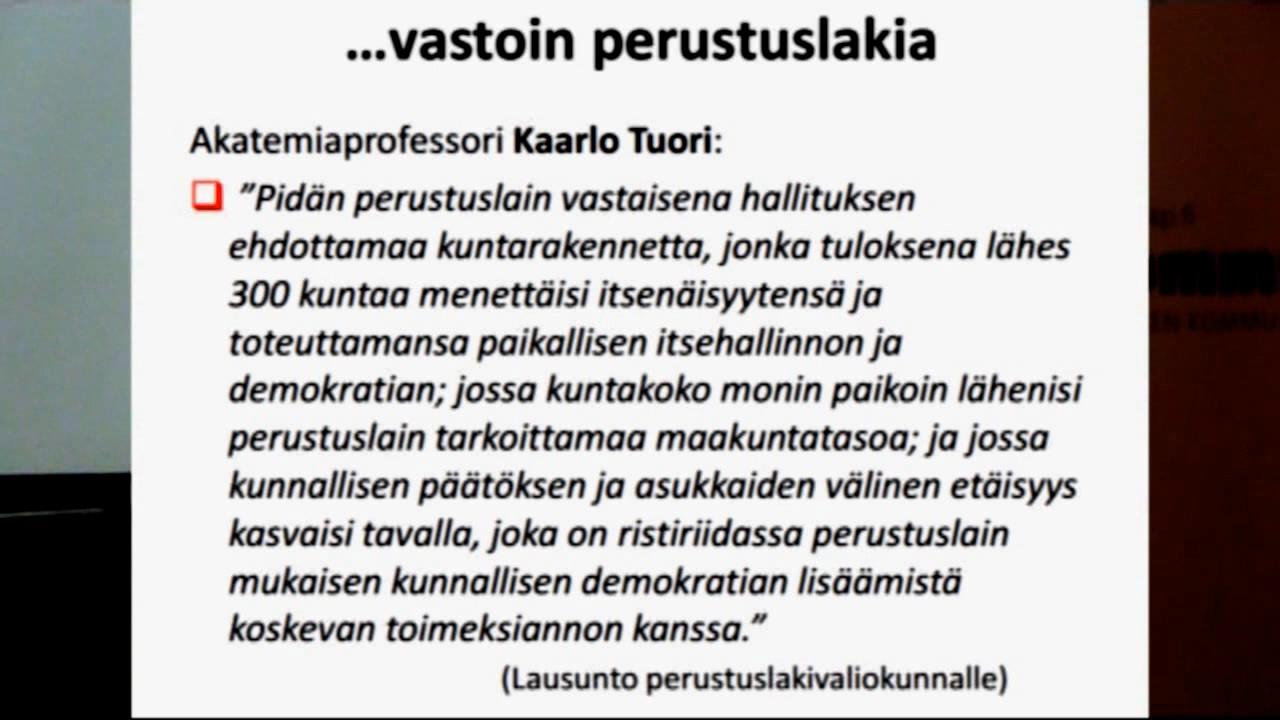 …vastoin perustuslakia
Akatemiaprofessori Kaarlo Tuori:
”Pidän perustuslain vastaisena hallituksen
ehdottamaa kuntarakennetta, jonka tuloksena lähes
300 kuntaa menettäisi itsenäisyytensä ja
toteuttamansa paikallisen itsehallinnon ja
demokratian; jossa kuntakoko monin paikoin lähenisi
perustuslain tarkoittamaa maakuntatasoa; ja jossa
kunnallisen päätöksen ja asukkaiden välinen etäisyys
kasvaisi tavalla, joka on ristiriidassa perustuslain
mukaisen kunnallisen demokratian lisäämistä
koskevan toimeksiannon kanssa.”
(Lausunto perustuslakivaliokunnalle)